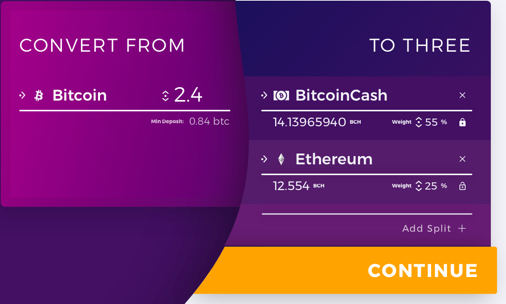 CONVERT FROM
TO THREE
Bitcoin 2.4
Min Deposit: 0.84 btc
BitcoinCash ×
14.13965940 BCH Weight 55 %
Ethereum ×
12.554 BCH Weight 25 %
Add Split +
CONTINUE